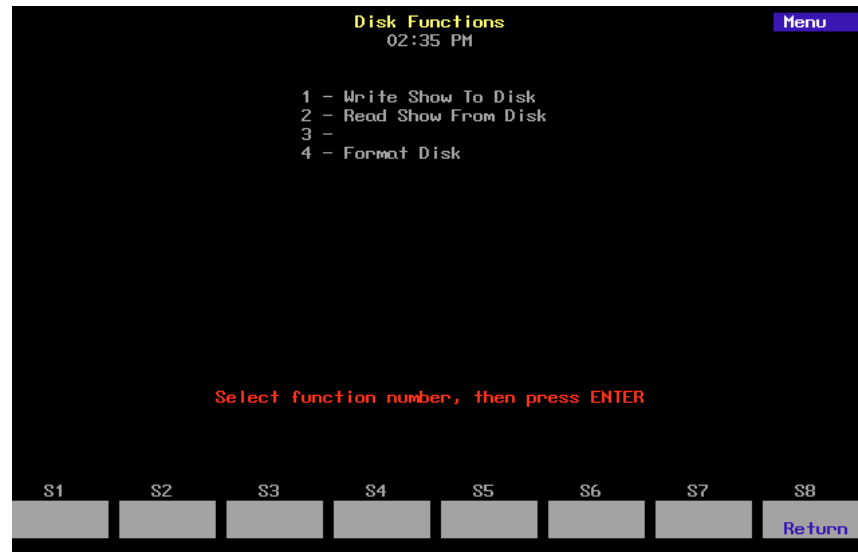 Disk Functions
Menu
02:35 PM
1 - Write Show To Disk
2 - Read Show From Disk
3 -
4 - Format Disk
Select function number, then press ENTER
S1 S2 S3 S4 S5 S6 S7 S8
Return